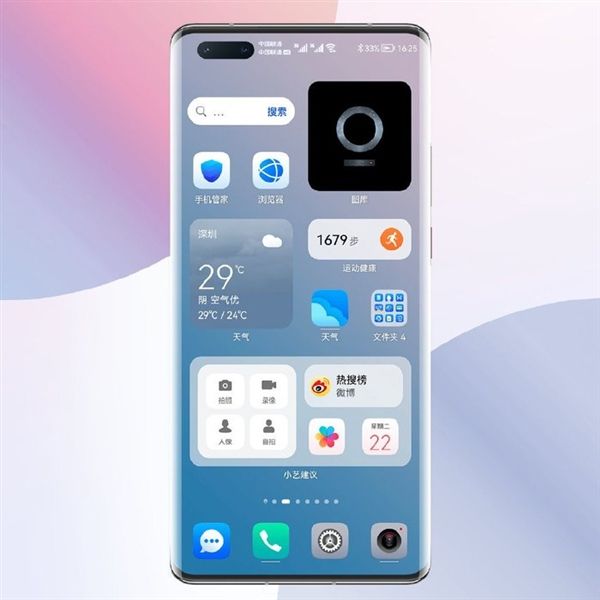 中国联通
中国联通 HD
33%
16:25
...
搜索
手机管家
浏览器
图库
深圳
29℃
阴 空气优
29℃ / 24℃
天气
1679 步
运动健康
天气
文件夹 4
拍照
录像
人像
自拍
热搜榜
微博
星期二
22
小艺建议